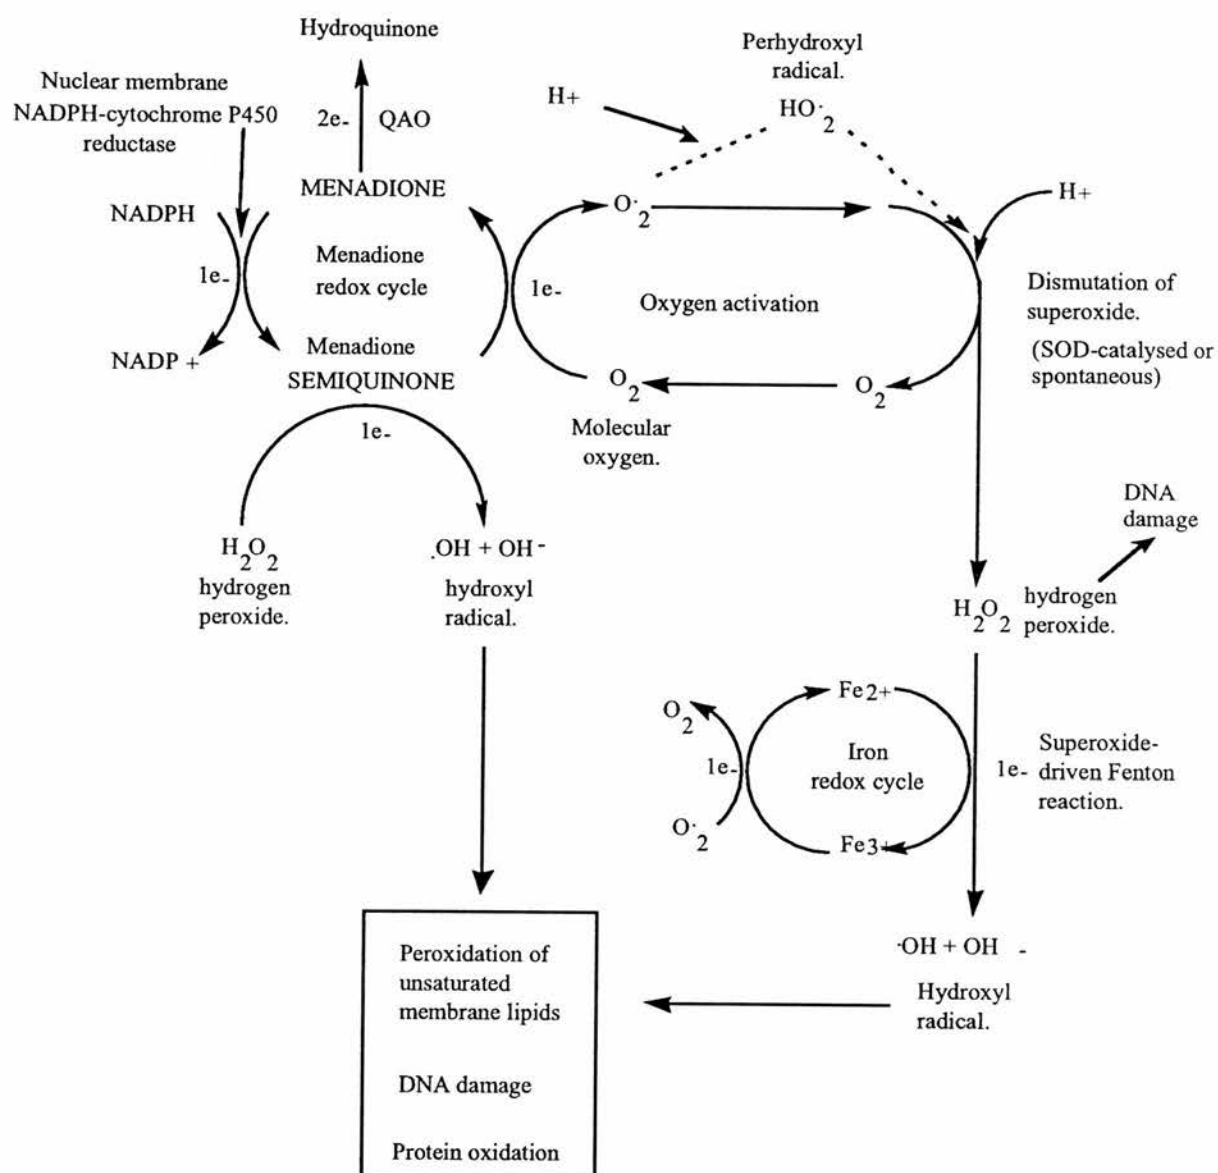 Hydroquinone
Nuclear membrane
NADPH-cytochrome P450
reductase
2e-
QAO
H+
Perhydroxyl
radical.
HO·2
MENADIONE
NADPH
O·2
H+
1e-
Menadione
redox cycle
1e-
Oxygen activation
Dismutation of
superoxide.
(SOD-catalysed or
spontaneous)
NADP +
Menadione
SEMIQUINONE
O2
O2
1e-
Molecular
oxygen.
DNA
damage
H2O2
hydrogen
peroxide.
.OH + OH -
hydroxyl
radical.
H2O2
hydrogen
peroxide.
O2
Fe2+
1e-
Iron
redox cycle
1e-
Superoxide-
driven Fenton
reaction.
O·2
Fe3+
·OH + OH -
Hydroxyl
radical.
Peroxidation of
unsaturated
membrane lipids
DNA damage
Protein oxidation